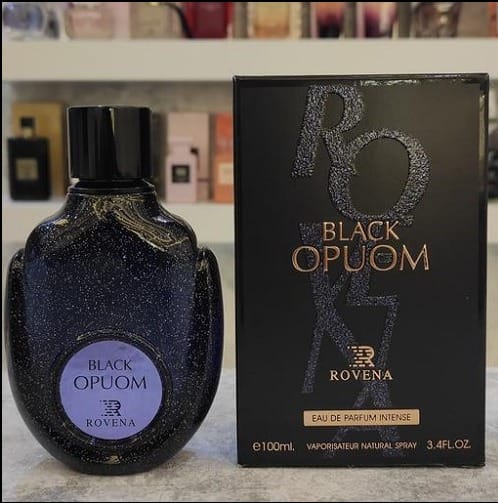 BLACK
OPUOM
ROVENA
BLACK
OPUOM
ROVENA
EAU DE PARFUM INTENSE
e100ml. VAPORISATEUR NATURAL SPRAY 3.4FL.OZ.